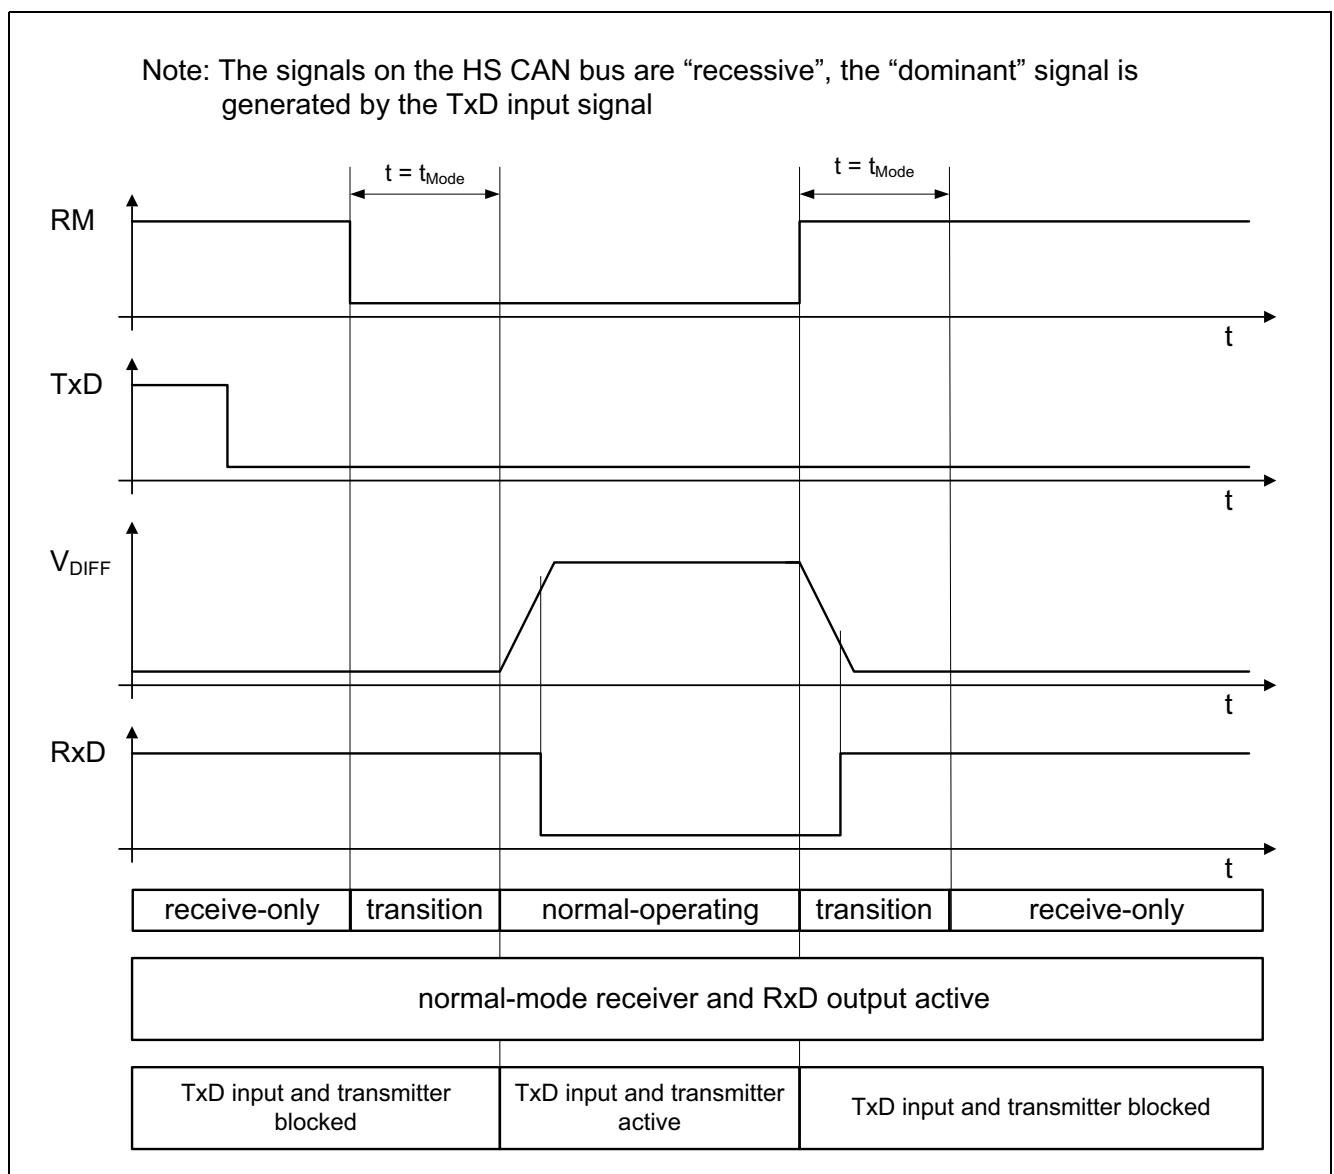 Note: The signals on the HS CAN bus are “recessive”, the “dominant” signal is
generated by the TxD input signal
t = tMode
t = tMode
RM
t
TxD
t
VDIFF
t
RxD
t
receive-only
transition
normal-operating
transition
receive-only
normal-mode receiver and RxD output active
TxD input and transmitter
blocked
TxD input and transmitter
active
TxD input and transmitter blocked